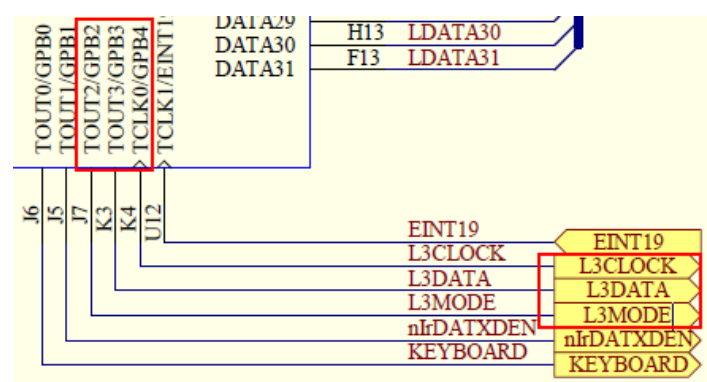 DATA29
DATA30 H13 LDATA30
DATA31 F13 LDATA31
TOUT0/GPB0
TOUT1/GPB1
TOUT2/GPB2
TOUT3/GPB3
TCLK0/GPB4
TCLK1/EINT19
J6
J5
J7
K3
K4
U12
EINT19 EINT19
L3CLOCK L3CLOCK
L3DATA L3DATA
L3MODE L3MODE
nIrDATXDEN nIrDATXDEN
KEYBOARD KEYBOARD